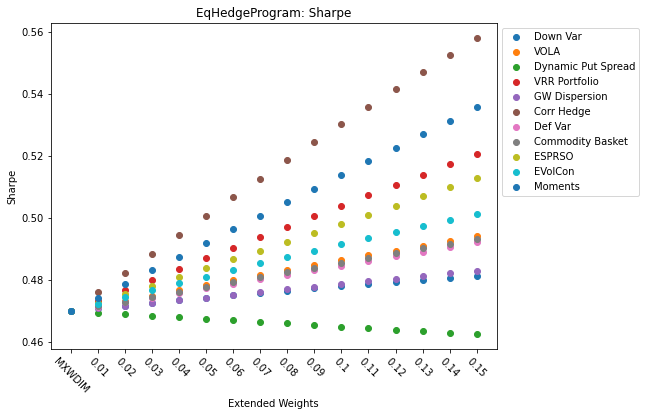 EqHedgeProgram: Sharpe
0.56
0.54
0.52
0.50
0.48
0.46
Sharpe
MXWDIM
0.01
0.02
0.03
0.04
0.05
0.06
0.07
0.08
0.09
0.1
0.11
0.12
0.13
0.14
0.15
Extended Weights
Down Var
VOLA
Dynamic Put Spread
VRR Portfolio
GW Dispersion
Corr Hedge
Def Var
Commodity Basket
ESPRSO
EVolCon
Moments